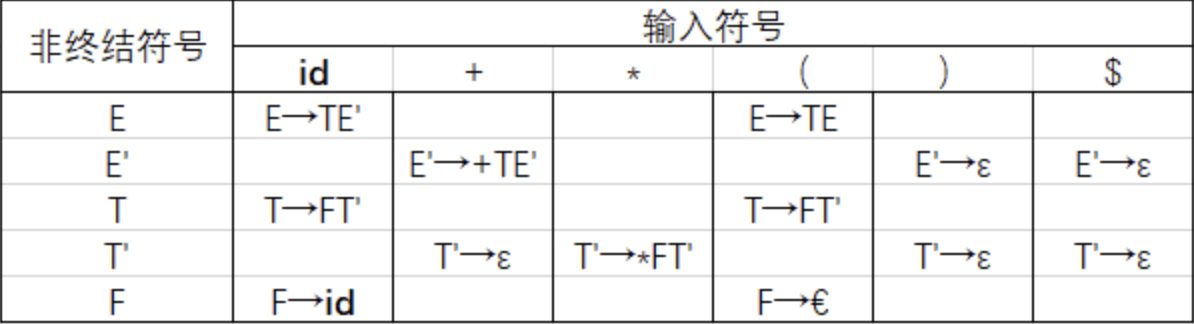 非终结符号 输入符号
id + * ( ) $
E E→TE' E→TE
E' E'→+TE' E'→ε E'→ε
T T→FT' T→FT'
T' T'→ε T'→*FT' T'→ε T'→ε
F F→id F→€